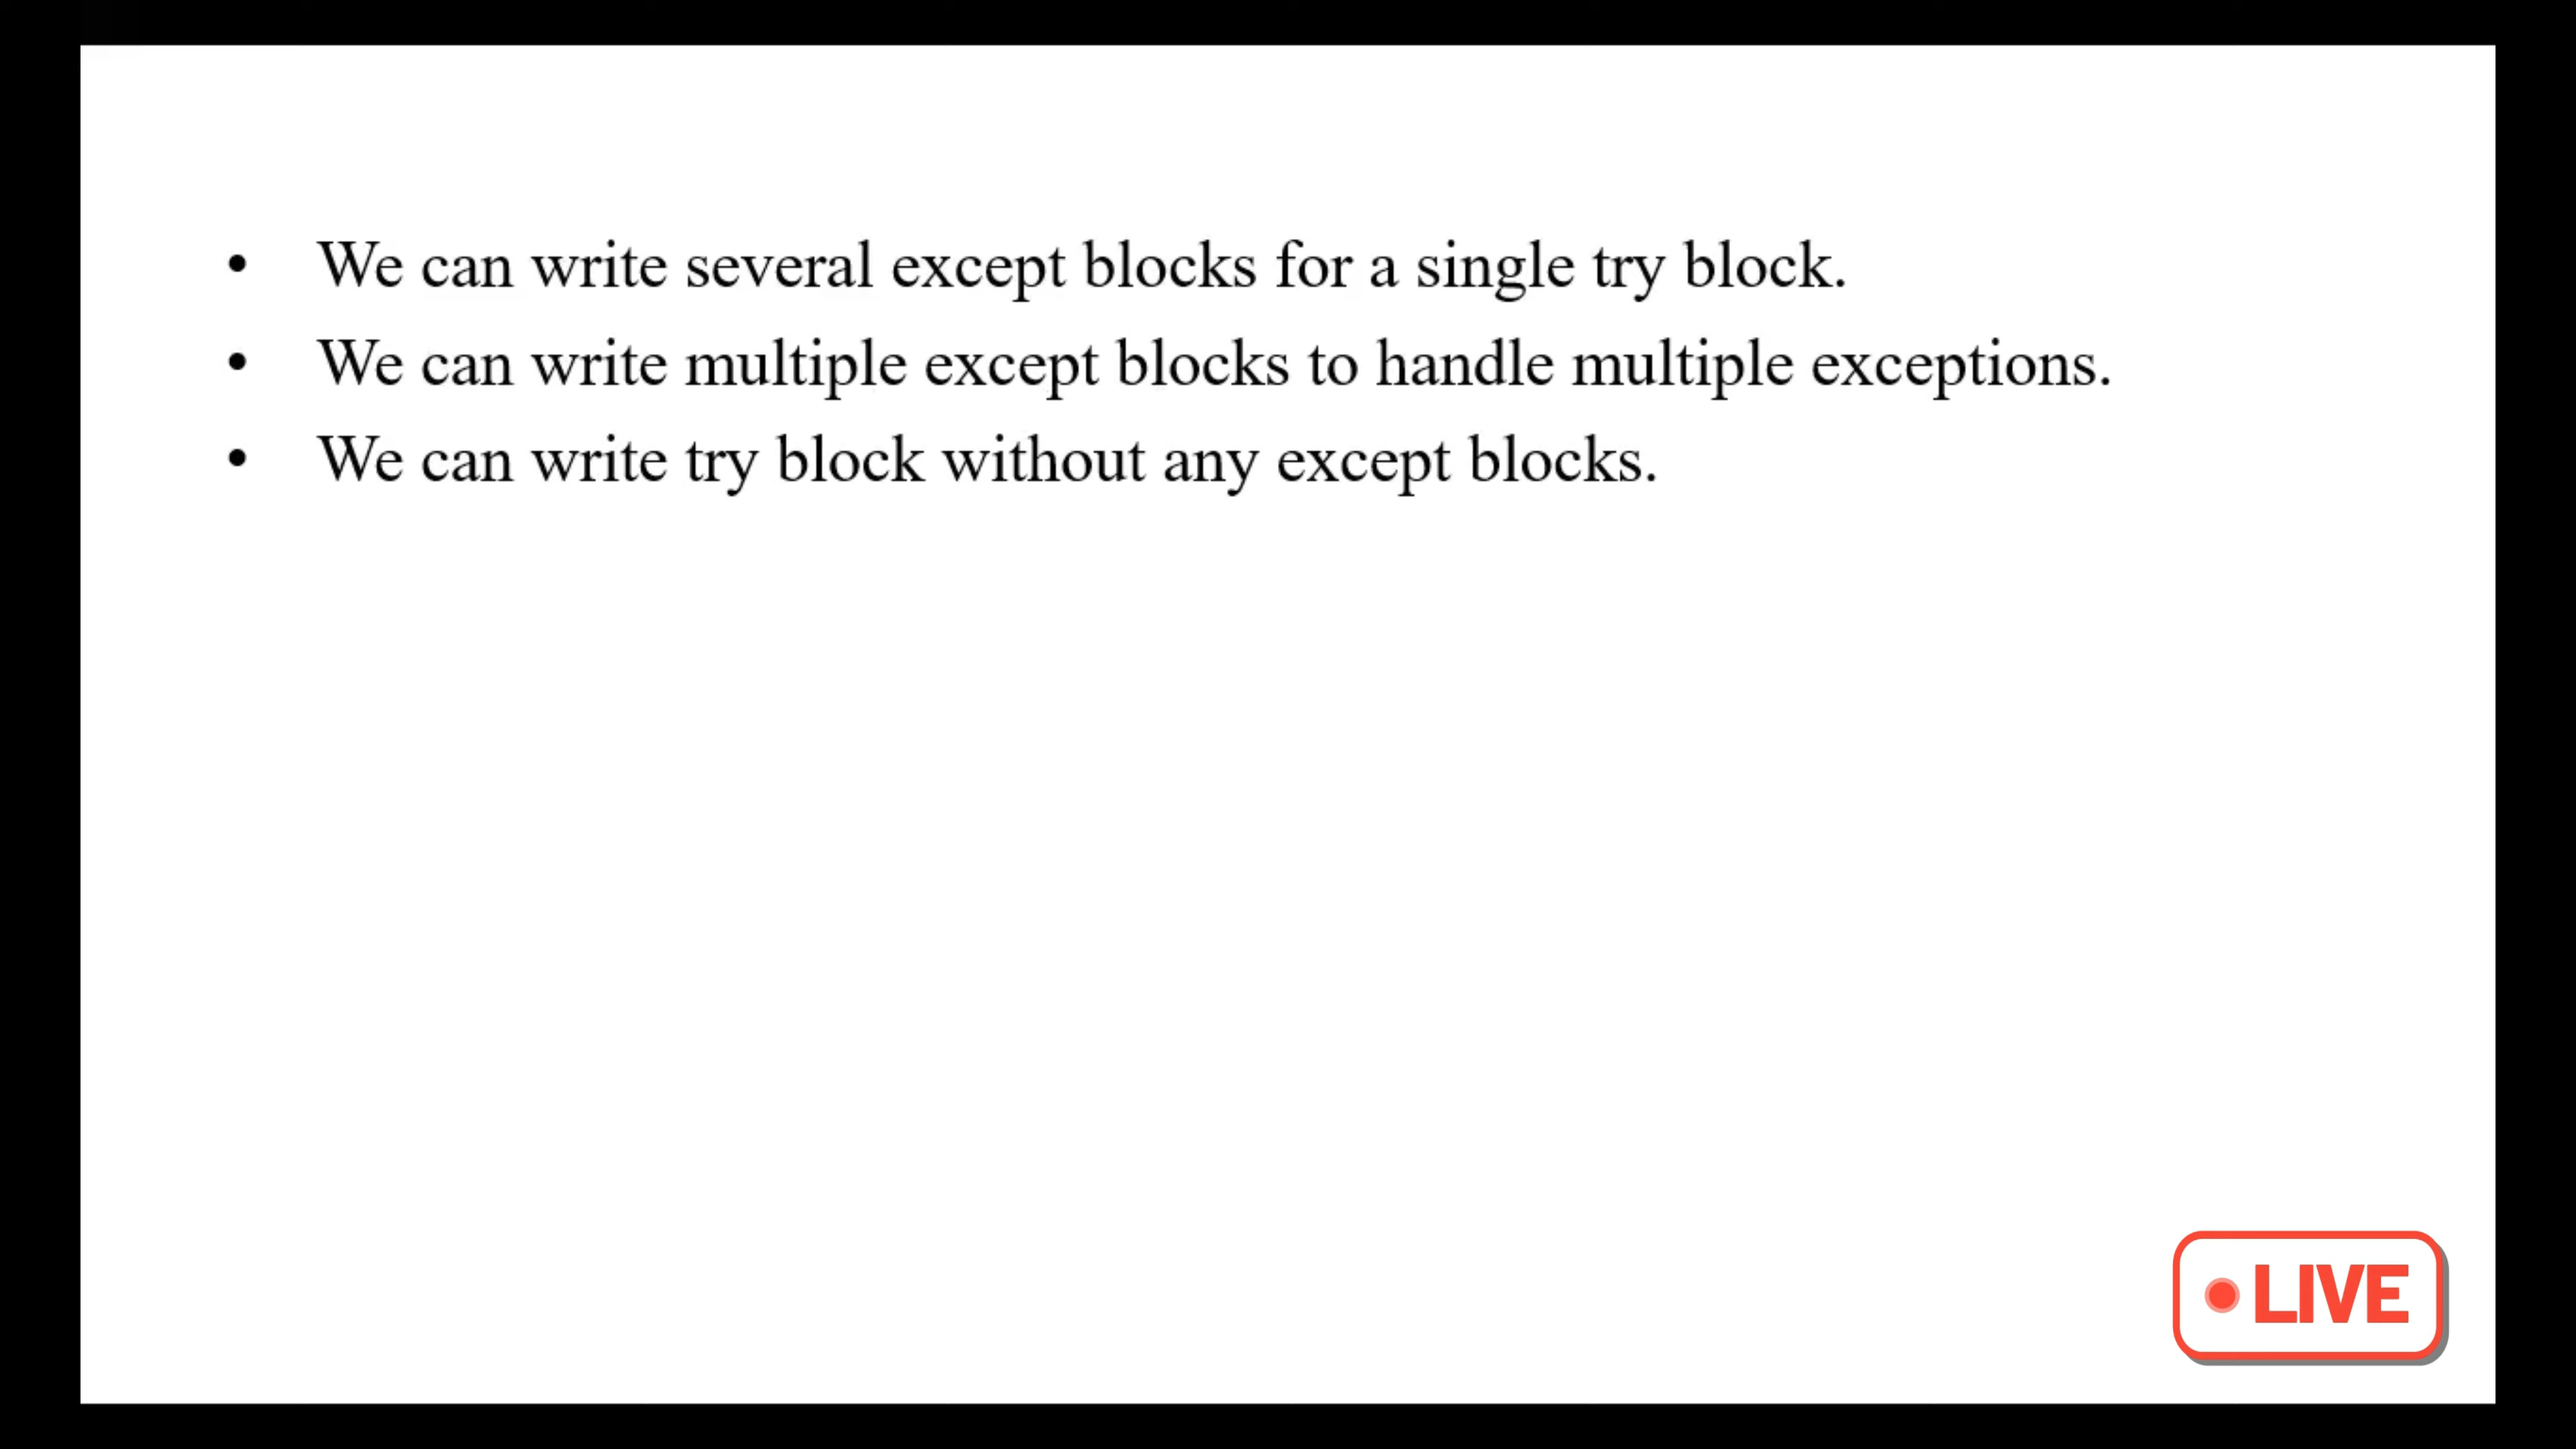 • We can write several except blocks for a single try block.
• We can write multiple except blocks to handle multiple exceptions.
• We can write try block without any except blocks.
LIVE